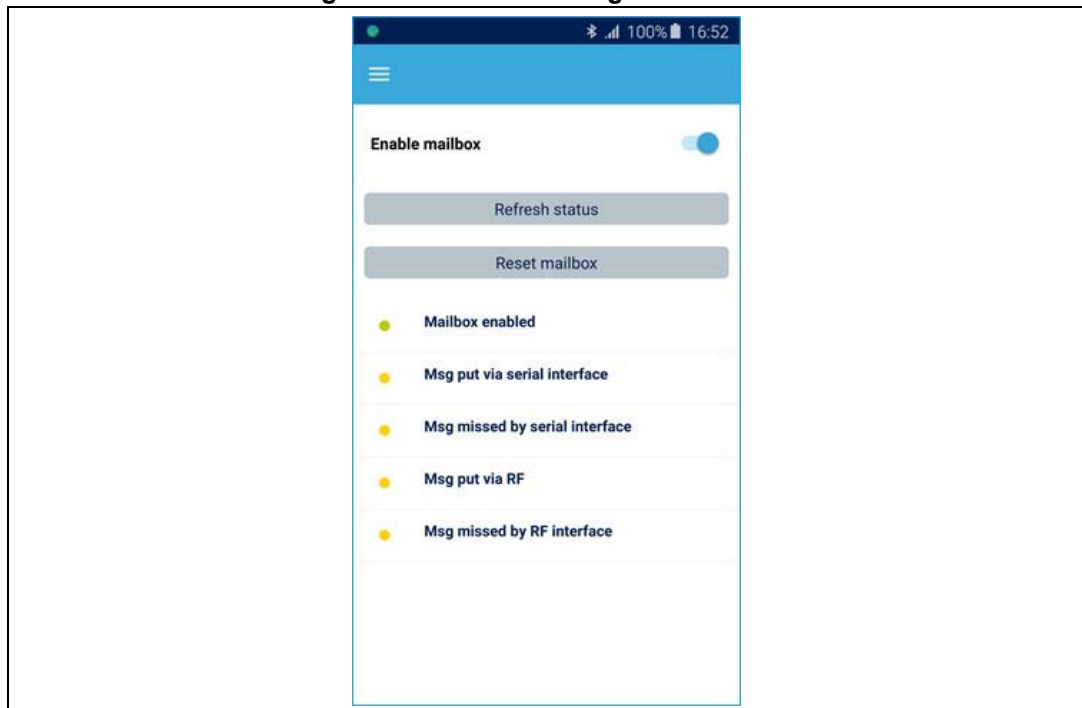 100% 16:52
Enable mailbox
Refresh status
Reset mailbox
Mailbox enabled
Msg put via serial interface
Msg missed by serial interface
Msg put via RF
Msg missed by RF interface